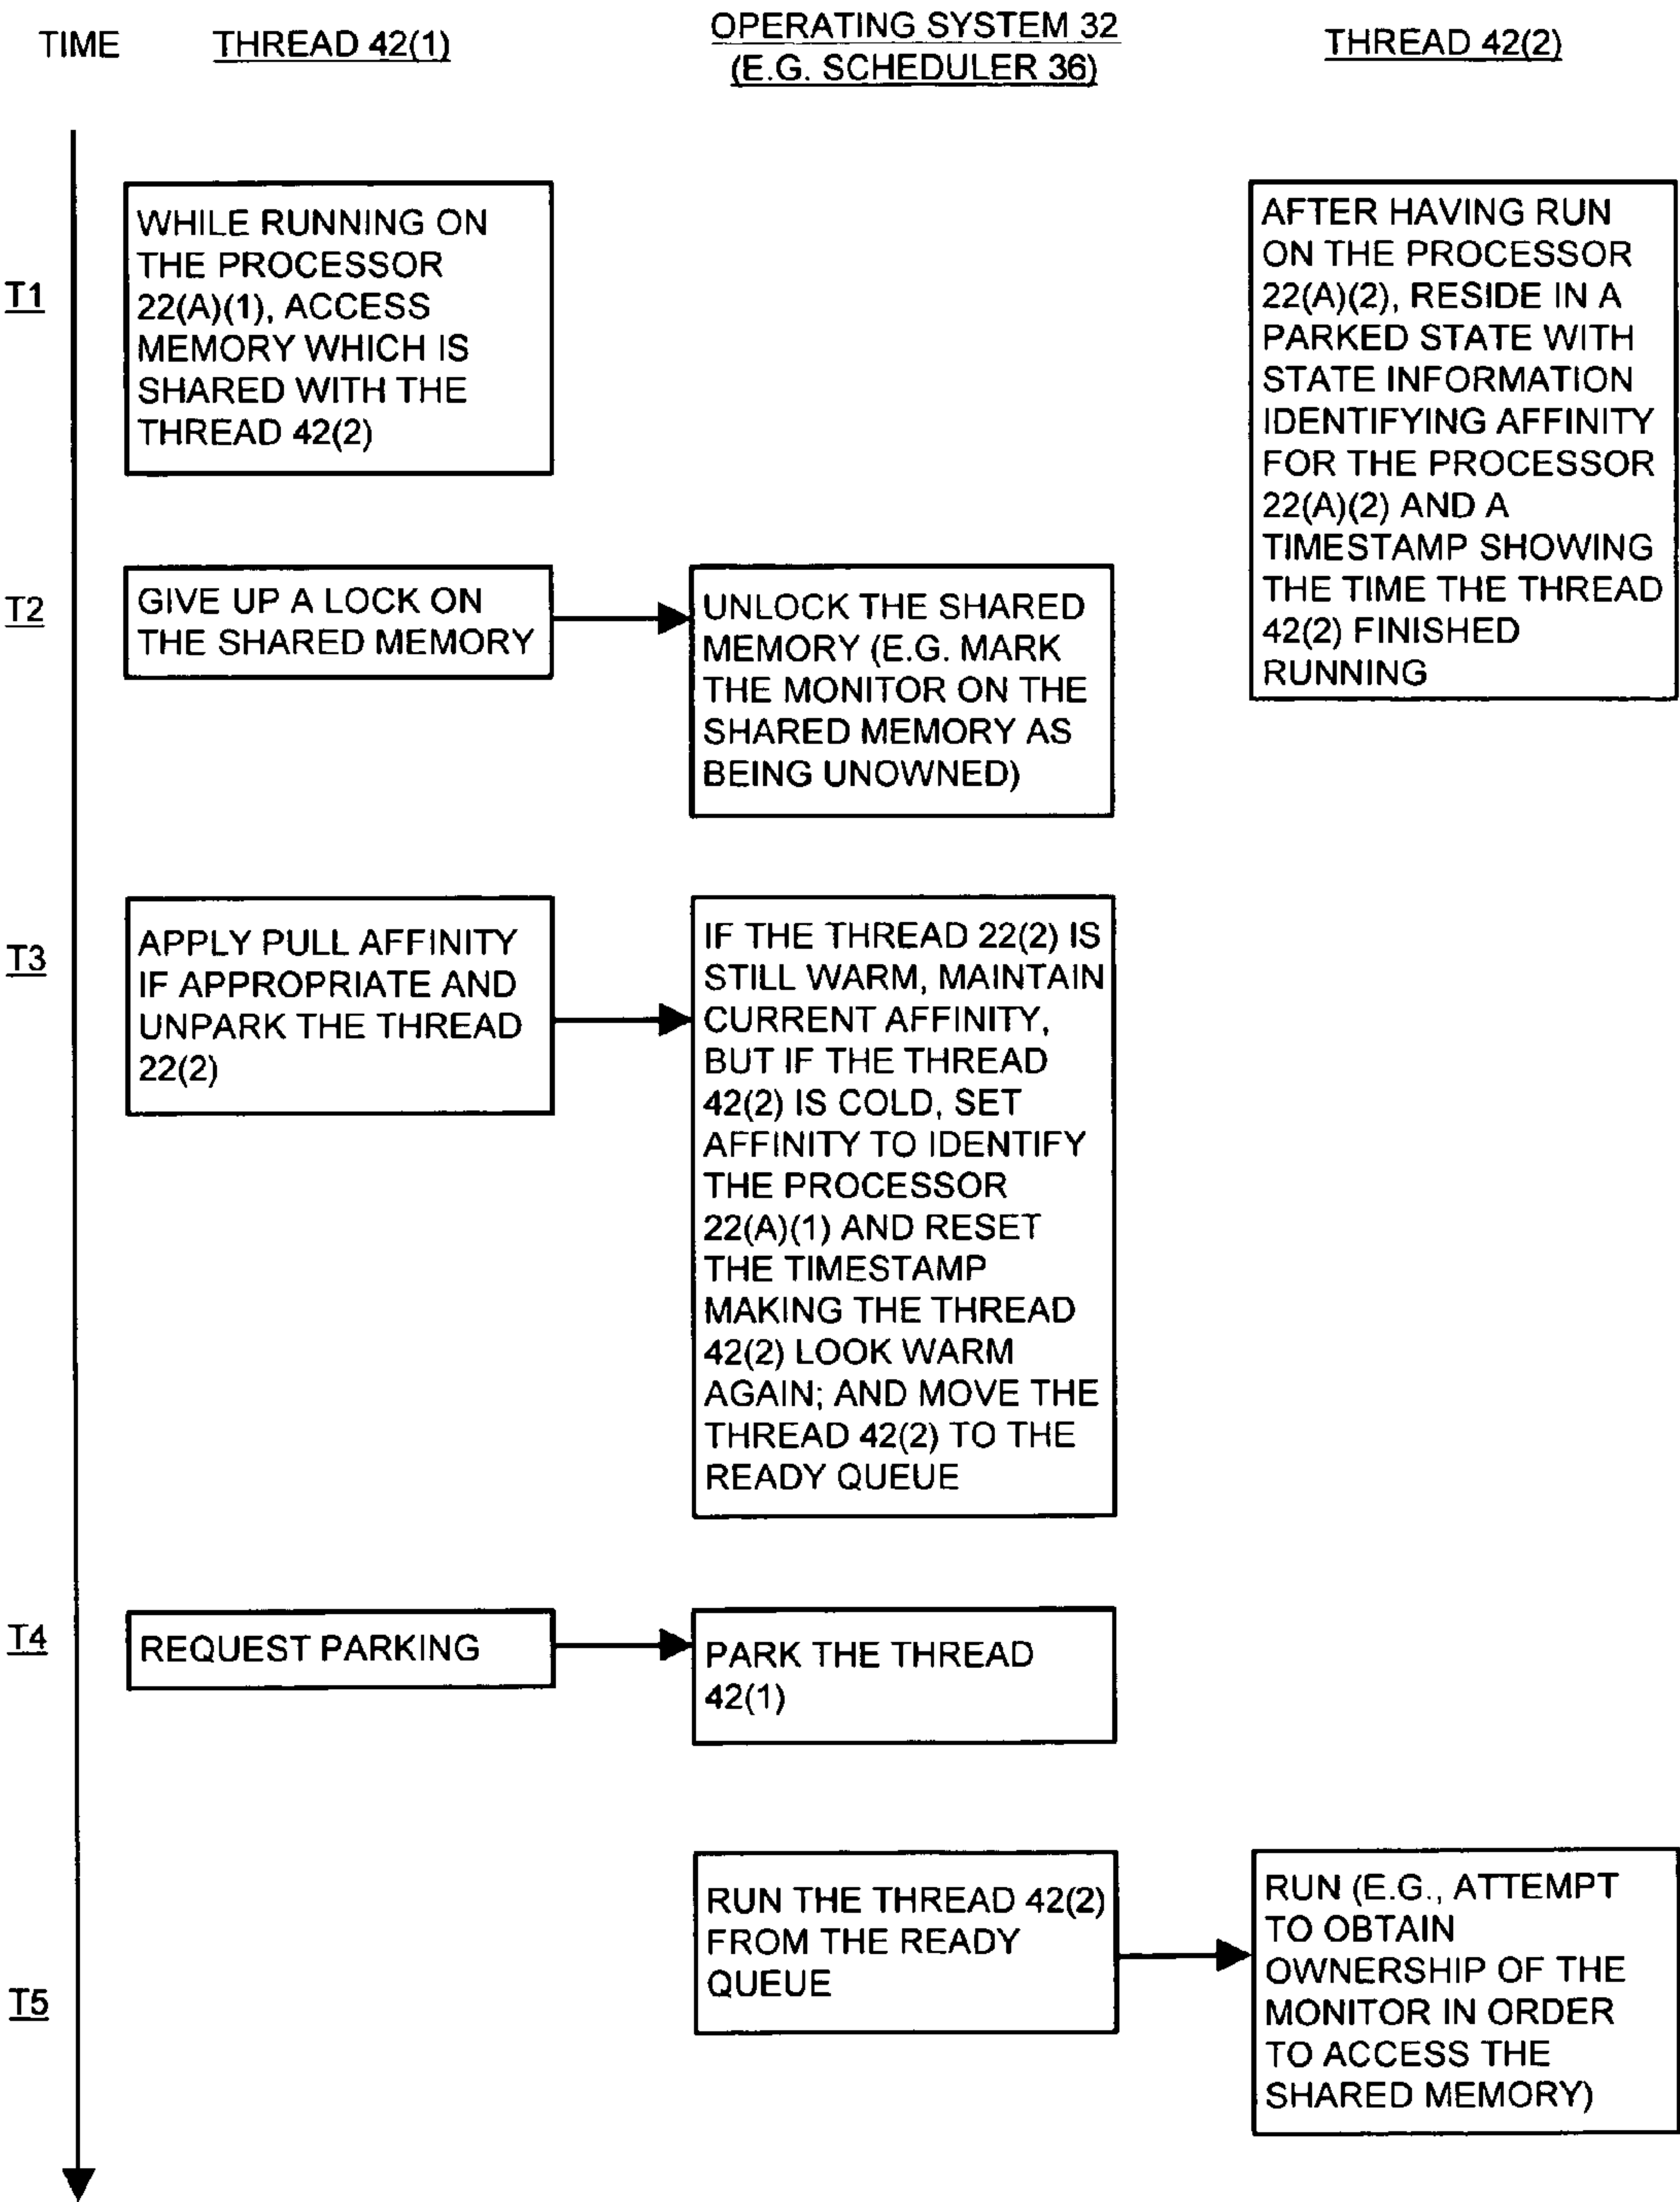 TIME
THREAD 42(1)
OPERATING SYSTEM 32
(E.G. SCHEDULER 36)
THREAD 42(2)
T1
WHILE RUNNING ON
THE PROCESSOR
22(A)(1), ACCESS
MEMORY WHICH IS
SHARED WITH THE
THREAD 42(2)
AFTER HAVING RUN
ON THE PROCESSOR
22(A)(2), RESIDE IN A
PARKED STATE WITH
STATE INFORMATION
IDENTIFYING AFFINITY
FOR THE PROCESSOR
22(A)(2) AND A
TIMESTAMP SHOWING
THE TIME THE THREAD
42(2) FINISHED
RUNNING
T2
GIVE UP A LOCK ON
THE SHARED MEMORY
UNLOCK THE SHARED
MEMORY (E.G. MARK
THE MONITOR ON THE
SHARED MEMORY AS
BEING UNOWNED)
T3
APPLY PULL AFFINITY
IF APPROPRIATE AND
UNPARK THE THREAD
22(2)
IF THE THREAD 22(2) IS
STILL WARM, MAINTAIN
CURRENT AFFINITY,
BUT IF THE THREAD
42(2) IS COLD, SET
AFFINITY TO IDENTIFY
THE PROCESSOR
22(A)(1) AND RESET
THE TIMESTAMP
MAKING THE THREAD
42(2) LOOK WARM
AGAIN; AND MOVE THE
THREAD 42(2) TO THE
READY QUEUE
T4
REQUEST PARKING
PARK THE THREAD
42(1)
T5
RUN THE THREAD 42(2)
FROM THE READY
QUEUE
RUN (E.G., ATTEMPT
TO OBTAIN
OWNERSHIP OF THE
MONITOR IN ORDER
TO ACCESS THE
SHARED MEMORY)